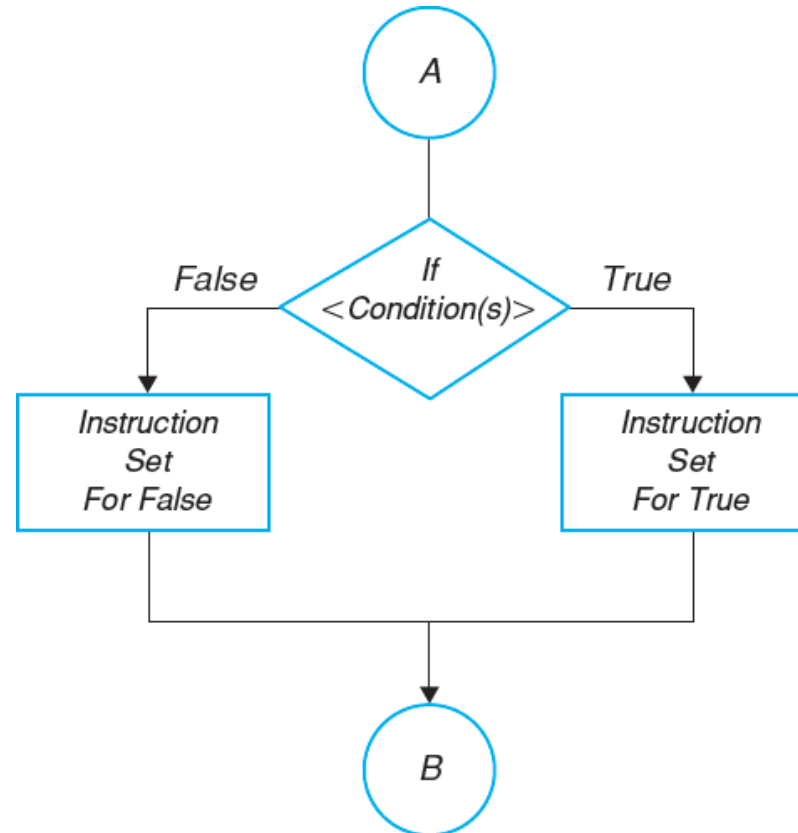 A
If
<Condition(s)>
False
True
Instruction
Set
For False
Instruction
Set
For True
B